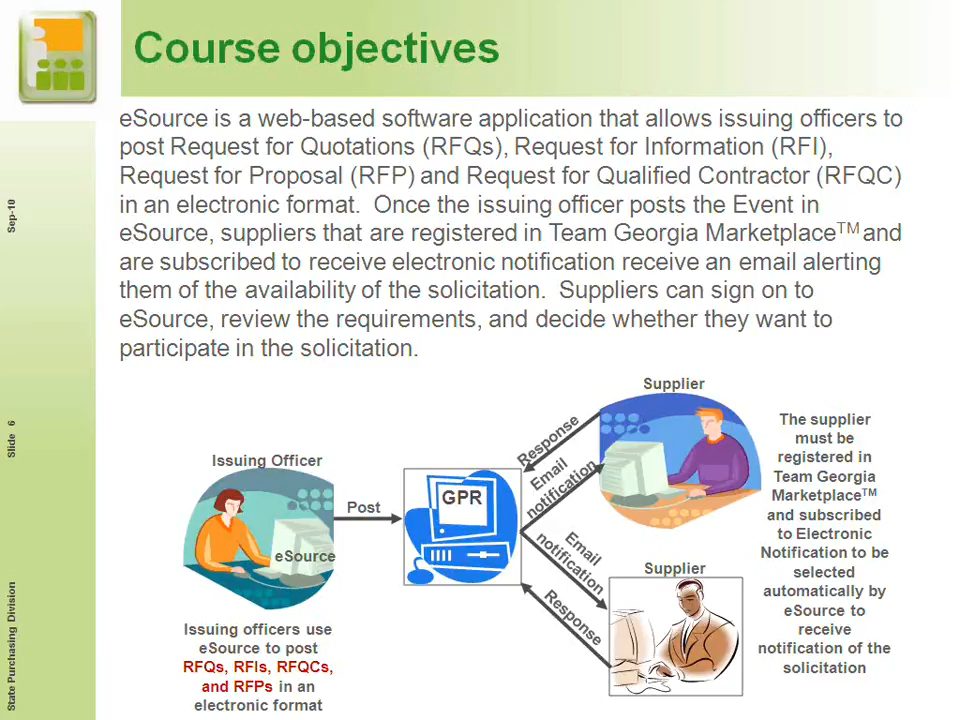 Course objectives
eSource is a web-based software application that allows issuing officers to
post Request for Quotations (RFQs), Request for Information (RFI),
Request for Proposal (RFP) and Request for Qualified Contractor (RFQC)
in an electronic format.  Once the issuing officer posts the Event in
eSource, suppliers that are registered in Team Georgia Marketplace™ and
are subscribed to receive electronic notification receive an email alerting
them of the availability of the solicitation.  Suppliers can sign on to
eSource, review the requirements, and decide whether they want to
participate in the solicitation.
Sep-10
Slide 6
State Purchasing Division
Issuing Officer
eSource
Post
GPR
Response
Email
notification
Email
notification
Response
Supplier
Supplier
Issuing officers use
eSource to post
RFQs, RFIs, RFQCs,
and RFPs in an
electronic format
The supplier
must be
registered in
Team Georgia
Marketplace™
and subscribed
to Electronic
Notification to be
selected
automatically by
eSource to
receive
notification of the
solicitation